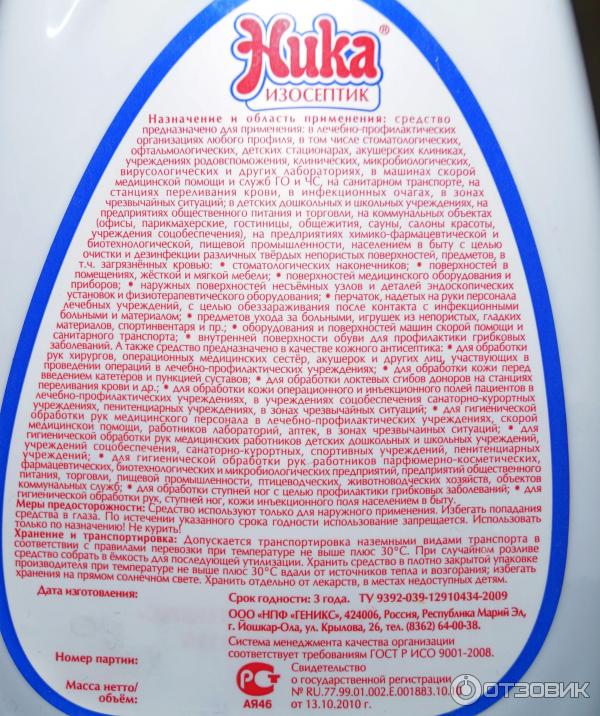 Ника®
ИЗОСЕПТИК
Назначение и область применения: средство
предназначено для применения: в лечебно-профилактических
организациях любого профиля, в том числе стоматологических,
офтальмологических, детских стационарах, акушерских клиниках,
учреждениях родовспоможения, клинических, микробиологических,
вирусологических и других лабораториях, в машинах скорой
медицинской помощи и служб ГО и ЧС, на санитарном транспорте, на
станциях переливания крови, в инфекционных очагах, в зонах
чрезвычайных ситуаций; в детских дошкольных и школьных учреждениях, на
предприятиях общественного питания и торговли, на коммунальных объектах
(офисы, парикмахерские, гостиницы, общежития, сауны, салоны красоты,
учреждения соцобеспечения), на предприятиях химико-фармацевтической и
биотехнологической, пищевой промышленности, населением в быту с целью
очистки и дезинфекции различных твёрдых непористых поверхностей, предметов, в
т.ч. загрязнённых кровью: • стоматологических наконечников; • поверхностей в
помещениях, жёсткой и мягкой мебели; • поверхностей медицинского оборудования и
приборов; • наружных поверхностей несъёмных узлов и деталей эндоскопических
установок и физиотерапевтического оборудования; • перчаток, надетых на руки персонала
лечебных учреждений, с целью обеззараживания после контакта с инфекционными
больными и материалом; • предметов ухода за больными, игрушек из непористых, гладких
материалов, спортинвентаря и пр.; • оборудования и поверхностей машин скорой помощи и
санитарного транспорта; • внутренней поверхности обуви для профилактики грибковых
заболеваний. А также средство предназначено в качестве кожного антисептика: • для обработки
рук хирургов, операционных медицинских сестёр, акушерок и других лиц, участвующих в
проведении операций в лечебно-профилактических учреждениях; • для обработки кожи перед
введением катетеров и пункцией суставов; • для обработки локтевых сгибов доноров на станциях
переливания крови и др.; • для обработки кожи операционного и инъекционного полей пациентов в
лечебно-профилактических учреждениях, в учреждениях соцобеспечения санаторно-курортных
учреждениях, пенитенциарных учреждениях, в зонах чрезвычайных ситуаций; • для гигиенической
обработки рук медицинского персонала в лечебно-профилактических учреждениях, скорой
медицинской помощи, работников лабораторий, аптек, в зонах чрезвычайных ситуаций; • для
гигиенической обработки рук медицинских работников детских дошкольных и школьных учреждений,
учреждений соцобеспечения, санаторно-курортных, спортивных учреждений, пенитенциарных
учреждений; • для гигиенической обработки рук работников парфюмерно-косметических,
фармацевтических, биотехнологических и микробиологических предприятий, предприятий общественного
питания, торговли, пищевой промышленности, птицеводческих, животноводческих хозяйств, объектов
коммунальных служб; • для обработки ступней ног с целью профилактики грибковых заболеваний; • для
гигиенической обработки рук, ступней ног, кожи инъекционного поля населением в быту.
Меры предосторожности: Средство используют только для наружного применения. Избегать попадания
средства в глаза. По истечении указанного срока годности использование запрещается. Использовать
только по назначению! Не курить!
Хранение и транспортировка: Допускается транспортировка наземными видами транспорта в
соответствии с правилами перевозки при температуре не выше плюс 30°С. При случайном розливе
средство собрать в ёмкость для последующей утилизации. Хранить средство в плотно закрытой упаковке
производителя при температуре не выше плюс 30°С вдали от источников тепла и возгорания; избегать
хранения на прямом солнечном свете. Хранить отдельно от лекарств, в местах недоступных детям.
Дата изготовления:
Срок годности: 3 года. ТУ 9392-039-12910434-2009
ООО «НПФ «ГЕНИКС», 424006, Россия, Республика Марий Эл,
г. Йошкар-Ола, ул. Крылова, 26, тел. (8362) 64-00-38.
Система менеджмента качества организации
соответствует требованиям ГОСТ Р ИСО 9001-2008.
Номер партии:
Масса нетто/
объём:
АЯ46
Свидетельство
о государственной регистрации
№ RU.77.99.01.002.Е.001883.10.10
от 13.10.2010 г.
ОТЗОВИК